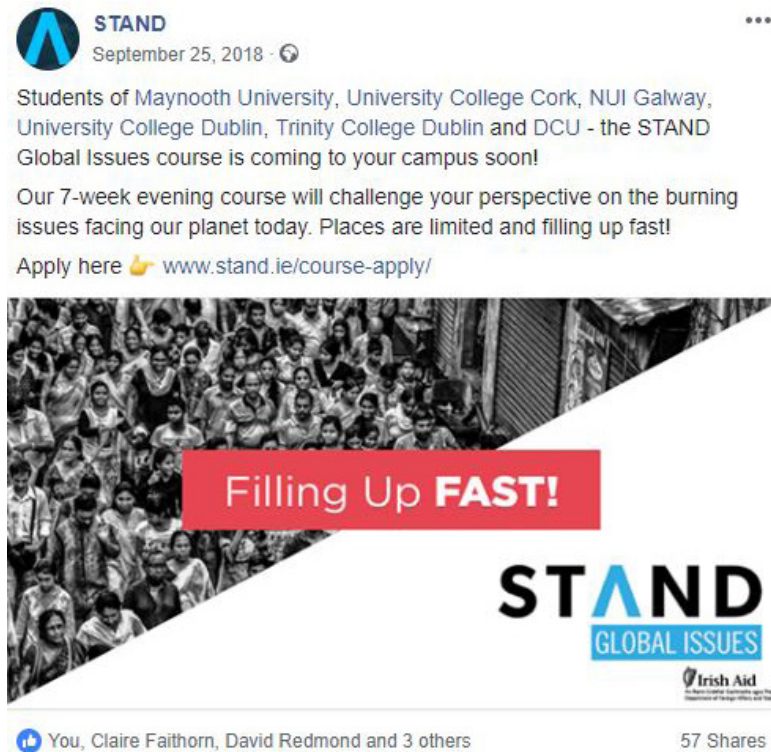 STAND
September 25, 2018 ·
Students of Maynooth University, University College Cork, NUI Galway,
University College Dublin, Trinity College Dublin and DCU - the STAND
Global Issues course is coming to your campus soon!
Our 7-week evening course will challenge your perspective on the burning
issues facing our planet today. Places are limited and filling up fast!
Apply here 👉 www.stand.ie/course-apply/
Filling Up FAST!
STAND
GLOBAL ISSUES
Irish Aid
You, Claire Faithorn, David Redmond and 3 others
57 Shares